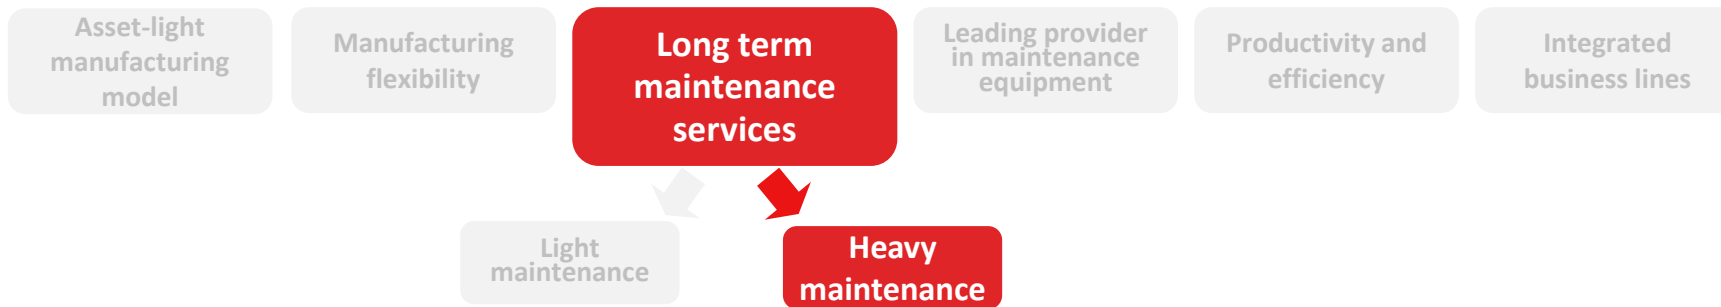 Asset-light
manufacturing
model
Manufacturing
flexibility
Long term
maintenance
services
Leading provider
in maintenance
equipment
Productivity and
efficiency
Integrated
business lines
Light
maintenance
Heavy
maintenance